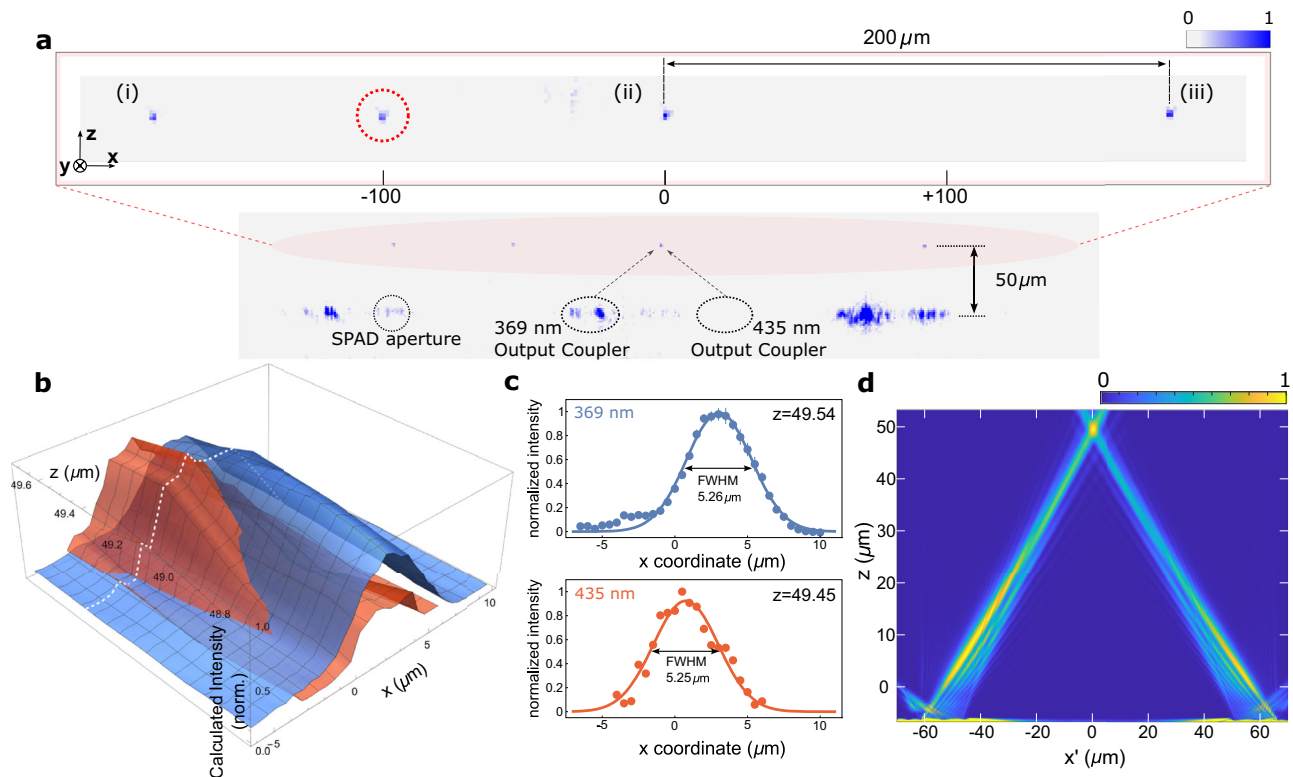 a
0 1
200 μm
(i) (ii) (iii)
z
y x
-100 0 +100
50 μm
SPAD aperture
369 nm
Output Coupler
435 nm
Output Coupler
b
z (μm)
49.6
49.4
49.2
49.0
48.8
1.0
0.5
0.0
Calculated Intensity
(norm.)
-5 0 5 10
x (μm)
c
369 nm
z=49.54
FWHM
5.26 μm
normalized intensity
1
0.8
0.6
0.4
0.2
0
-5 0 5 10
x coordinate (μm)
435 nm
z=49.45
FWHM
5.25 μm
normalized intensity
1
0.8
0.6
0.4
0.2
0
-5 0 5 10
x coordinate (μm)
d
0 1
z (μm)
50
40
30
20
10
0
-60 -40 -20 0 20 40 60
x' (μm)